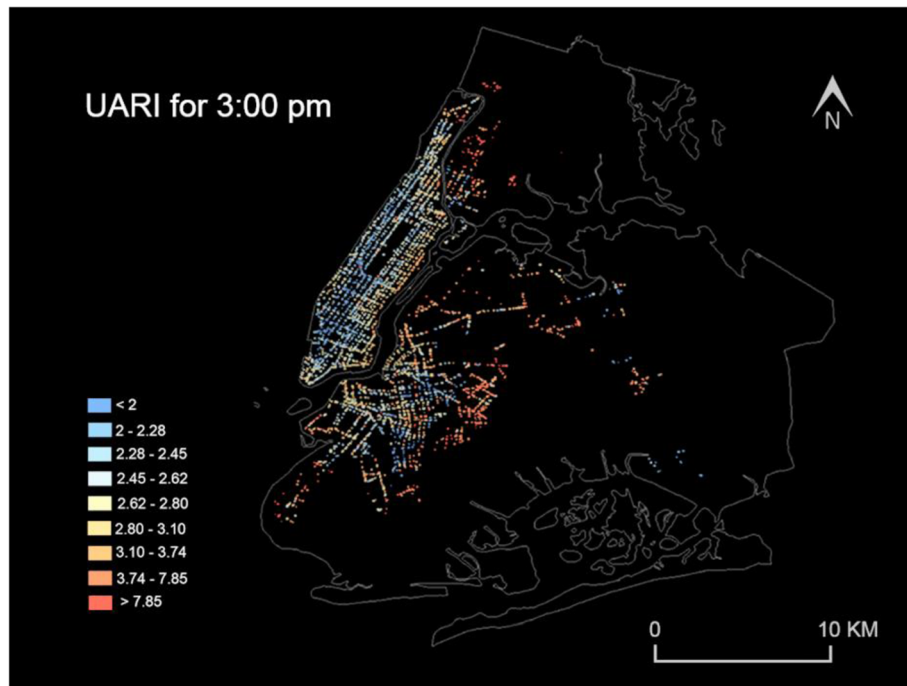 UARI for 3:00 pm
N
< 2
2 - 2.28
2.28 - 2.45
2.45 - 2.62
2.62 - 2.80
2.80 - 3.10
3.10 - 3.74
3.74 - 7.85
> 7.85
0 10 KM